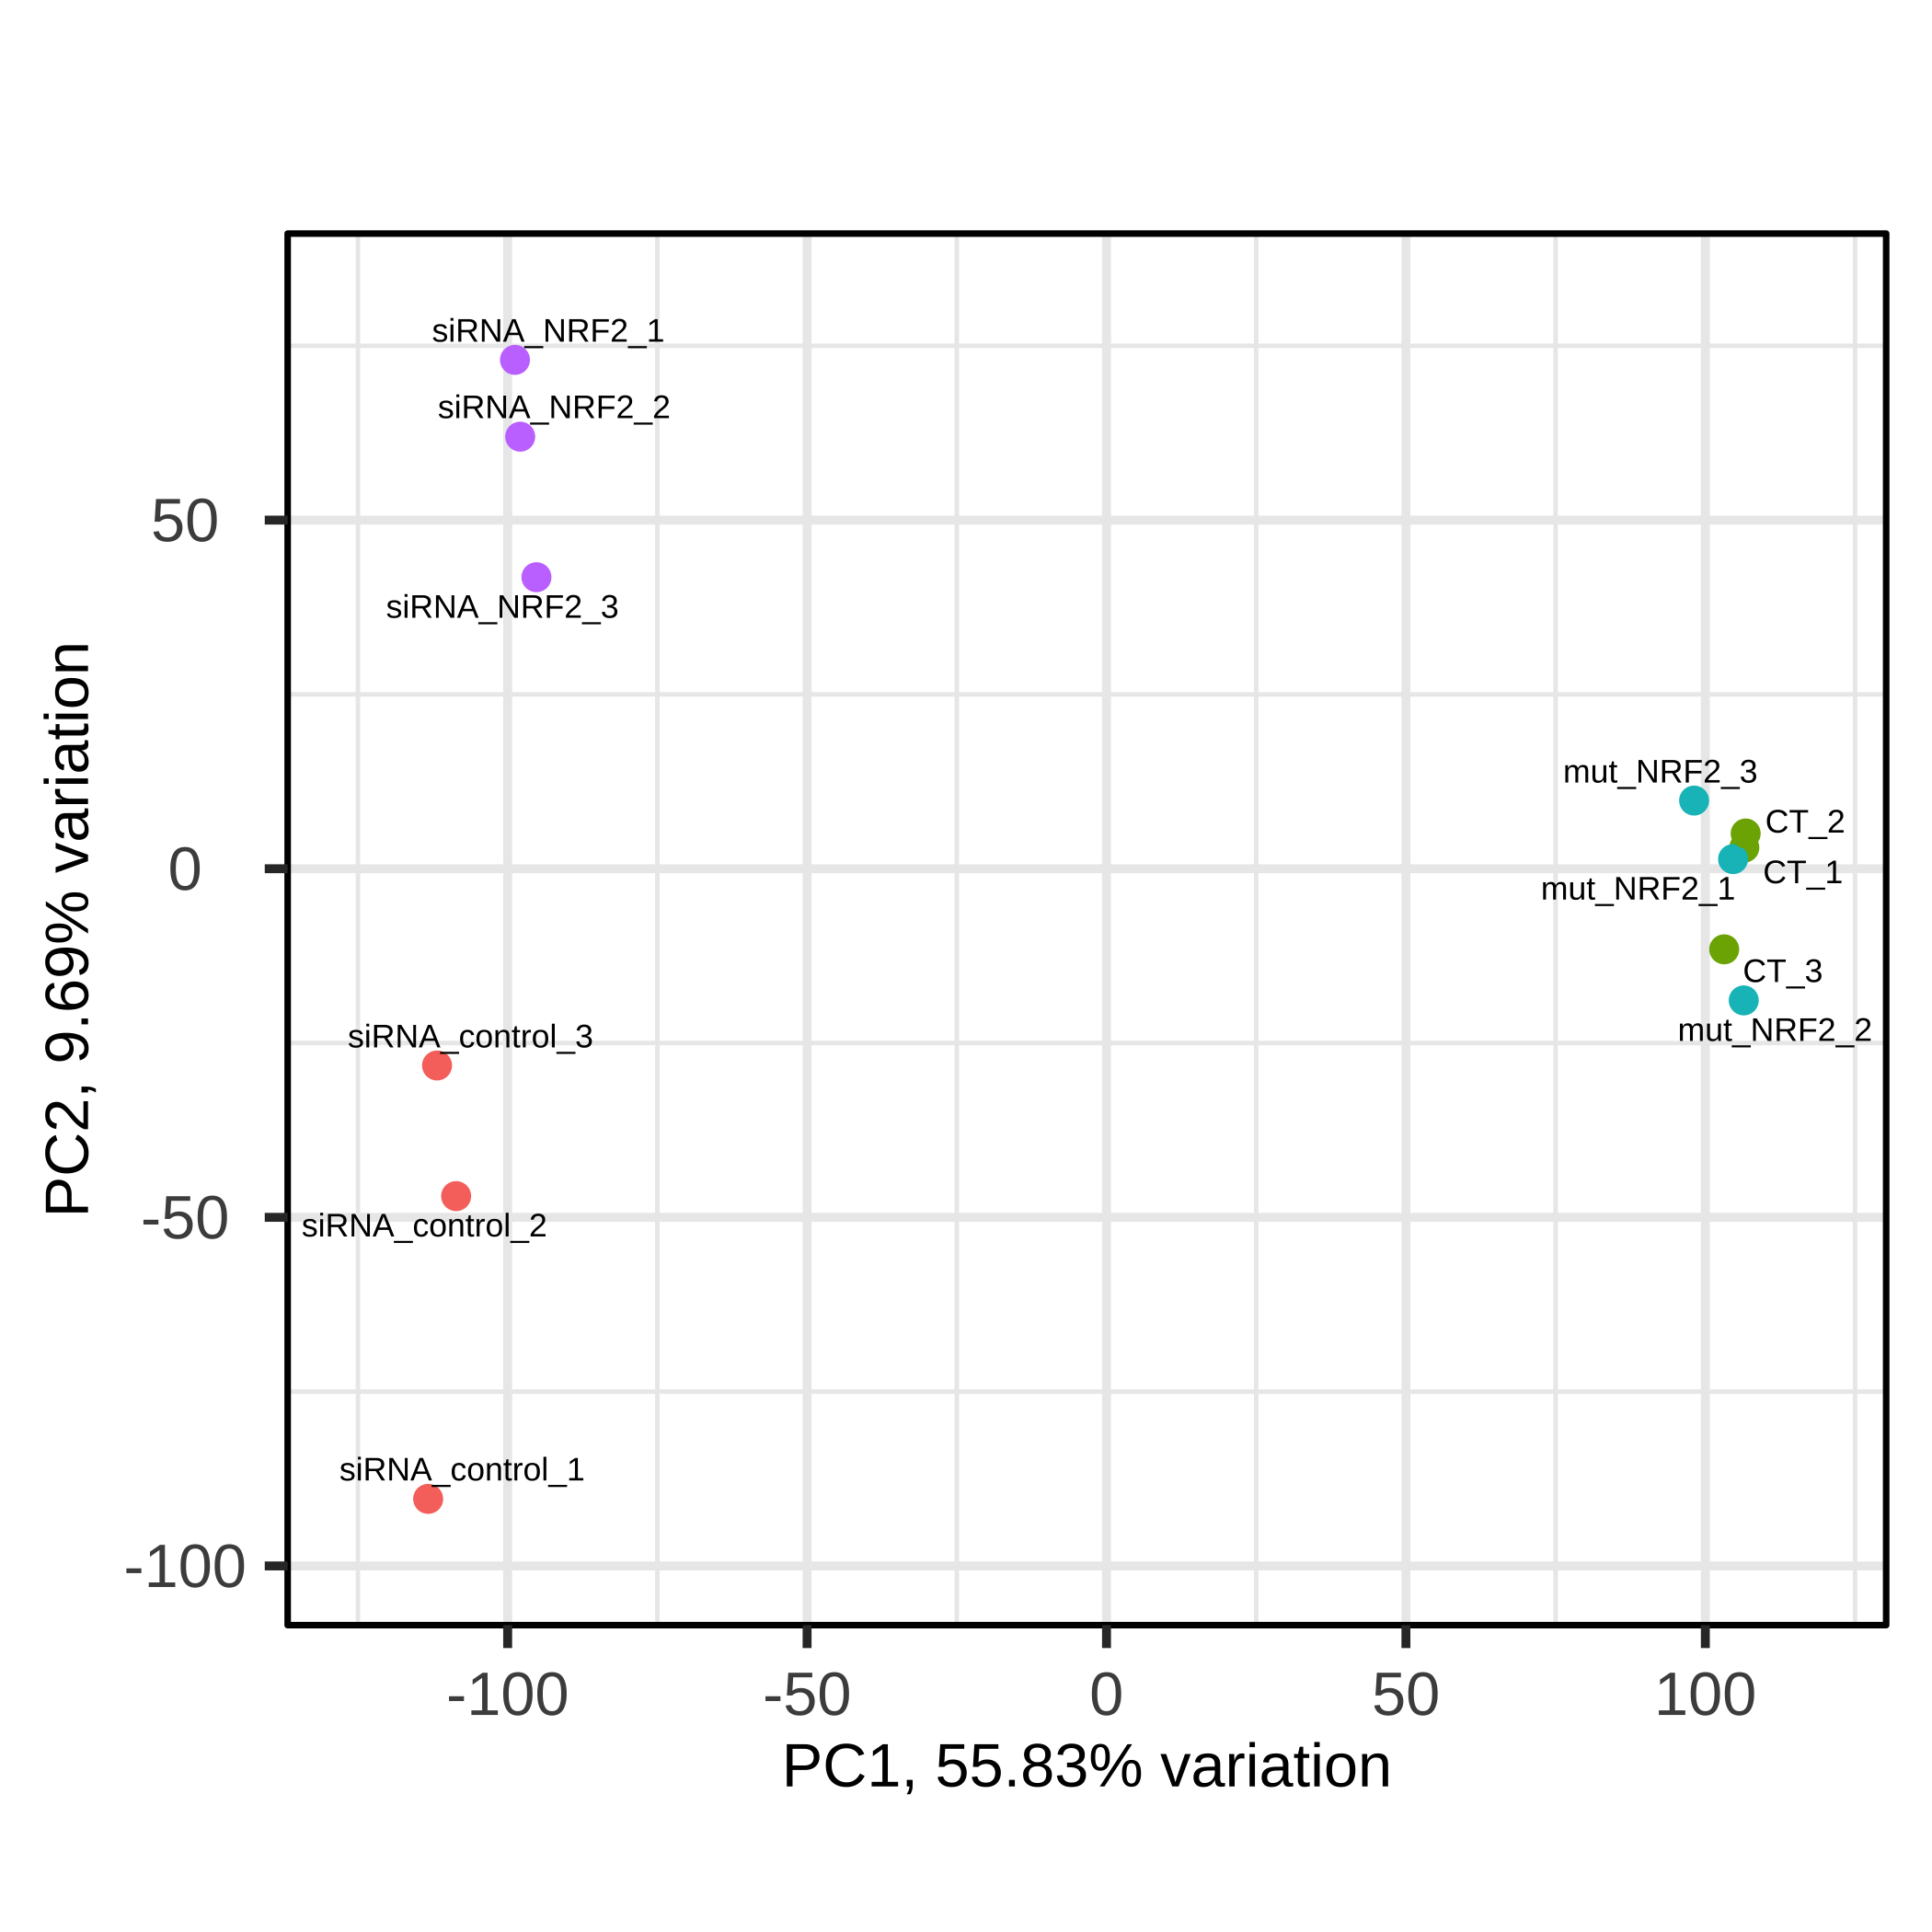 siRNA_NRF2_1
siRNA_NRF2_2
50
siRNA_NRF2_3
mut_NRF2_3
CT_2
0
CT_1
mut_NRF2_1
CT_3
mut_NRF2_2
siRNA_control_3
-50
siRNA_control_2
siRNA_control_1
-100
PC2, 9.69% variation
-100
-50
0
50
100
PC1, 55.83% variation